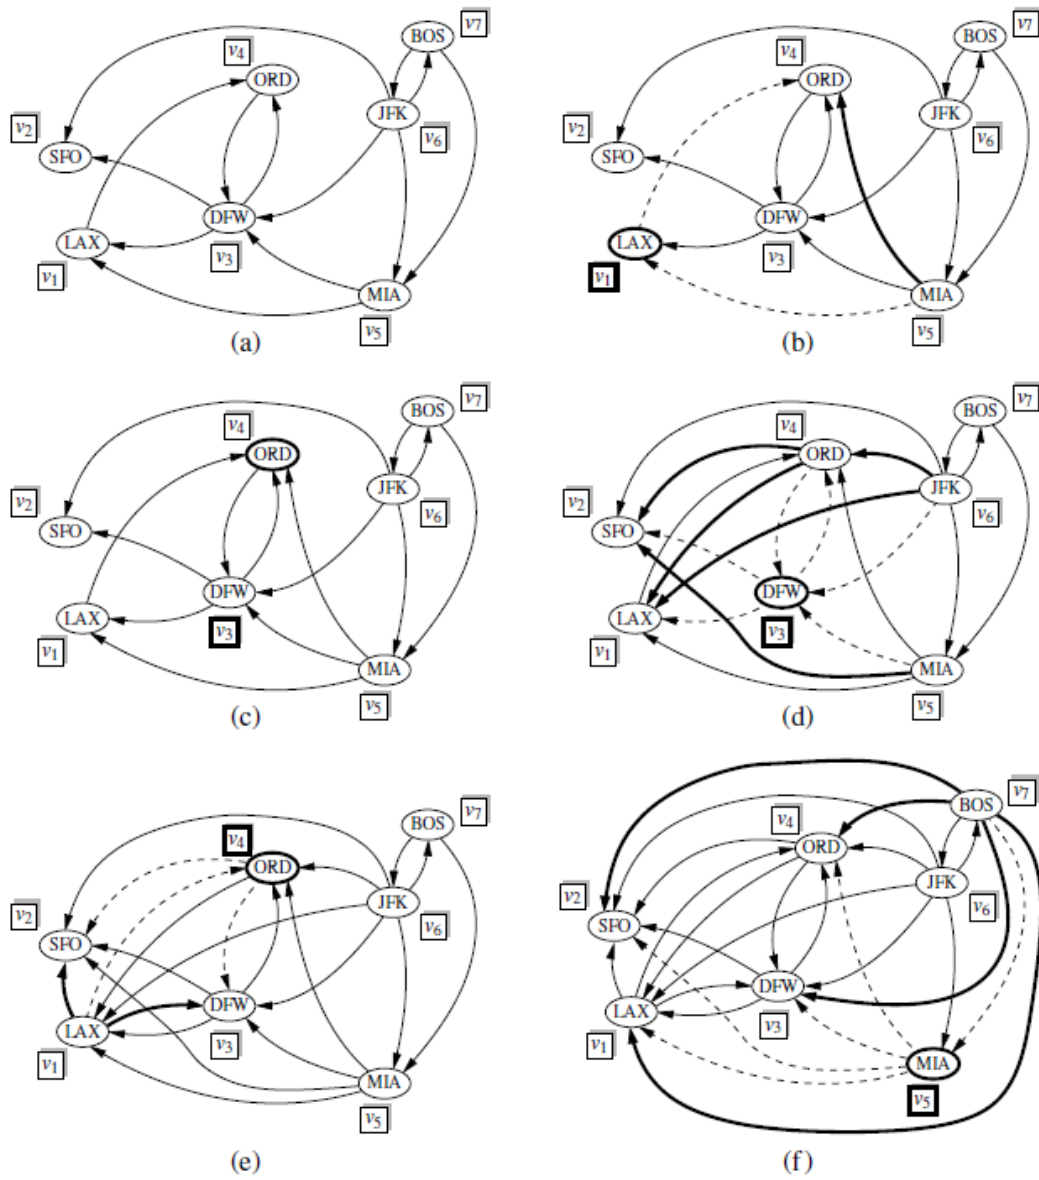 BOS v7
v4
ORD
JFK
v2
v6
SFO
DFW
LAX
v3
v1
MIA
v5
(a)
BOS v7
v4
ORD
JFK
v2
v6
SFO
DFW
LAX
v3
v1
MIA
v5
(b)
BOS v7
v4
ORD
JFK
v2
v6
SFO
DFW
LAX
v3
v1
MIA
v5
(c)
BOS v7
v4
ORD
JFK
v2
v6
SFO
DFW
LAX
v3
v1
MIA
v5
(d)
BOS v7
v4
ORD
JFK
v2
v6
SFO
DFW
LAX
v3
v1
MIA
v5
(e)
BOS v7
v4
ORD
JFK
v2
v6
SFO
DFW
LAX
v3
v1
MIA
v5
(f)